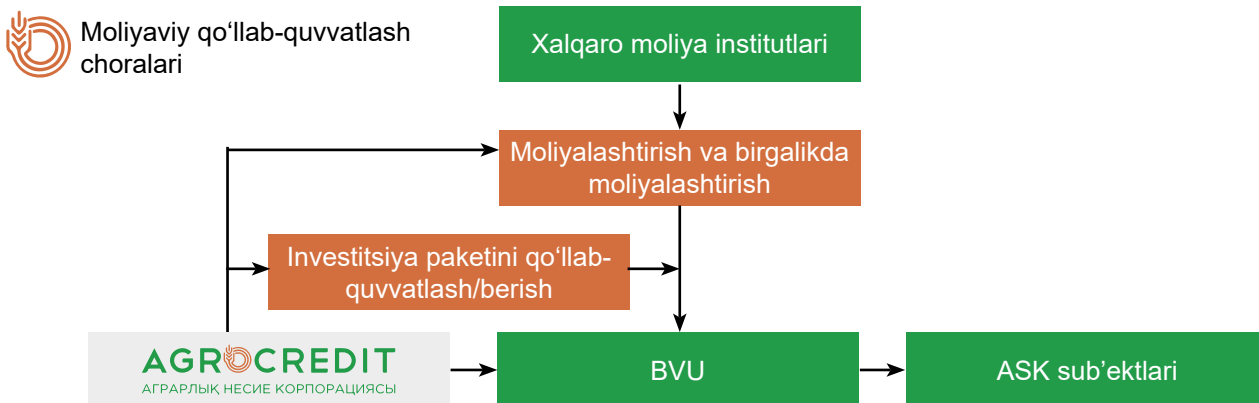 Moliyaviy qo‘llab-quvvatlash
choralari
Xalqaro moliya institutlari
Moliyalashtirish va birgalikda
moliyalashtirish
Investitsiya paketini qo‘llab-
quvvatlash/berish
AGROCREDIT
АГРАРЛЫҚ НЕСИЕ КОРПОРАЦИЯСЫ
BVU
ASK sub’ektlari